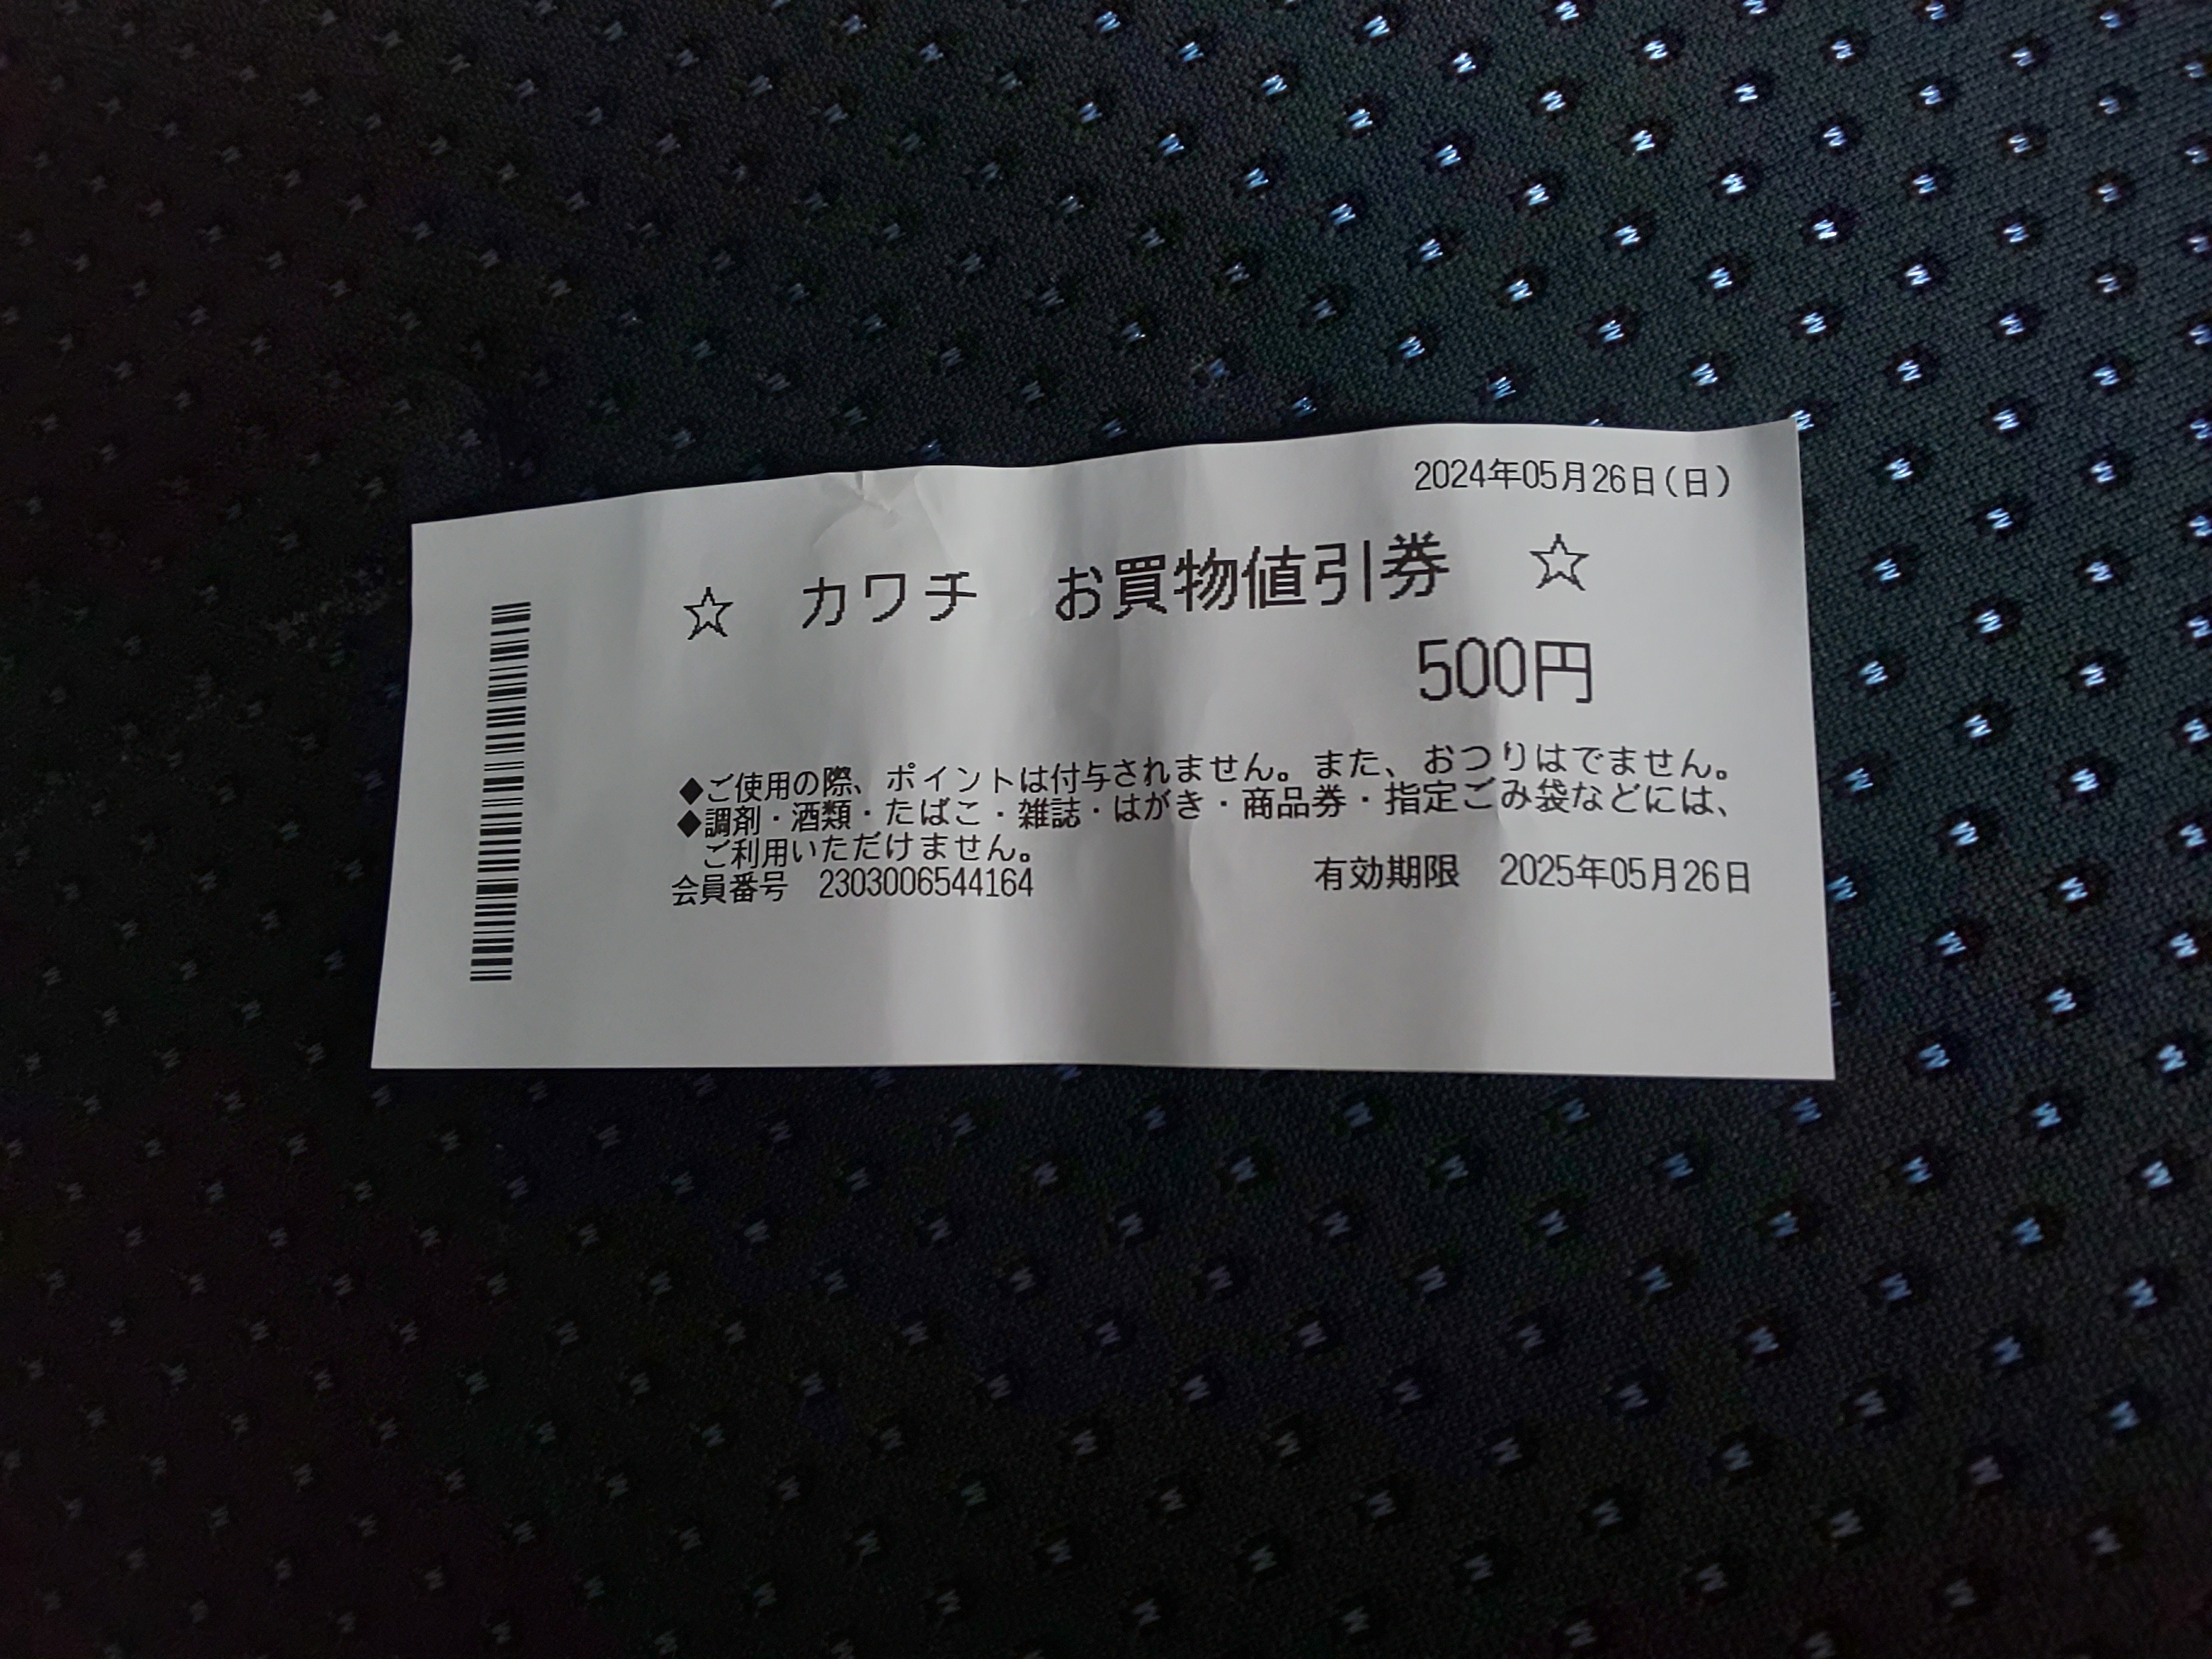 2024年05月26日(日)
☆ カワチ お買物値引券 ☆
500円
◆ご使用の際、ポイントは付与されません。また、おつりはでません。
◆調剤・酒類・たばこ・雑誌・はがき・商品券・指定ごみ袋などには、
ご利用いただけません。
会員番号 2303006544164 有効期限 2025年05月26日